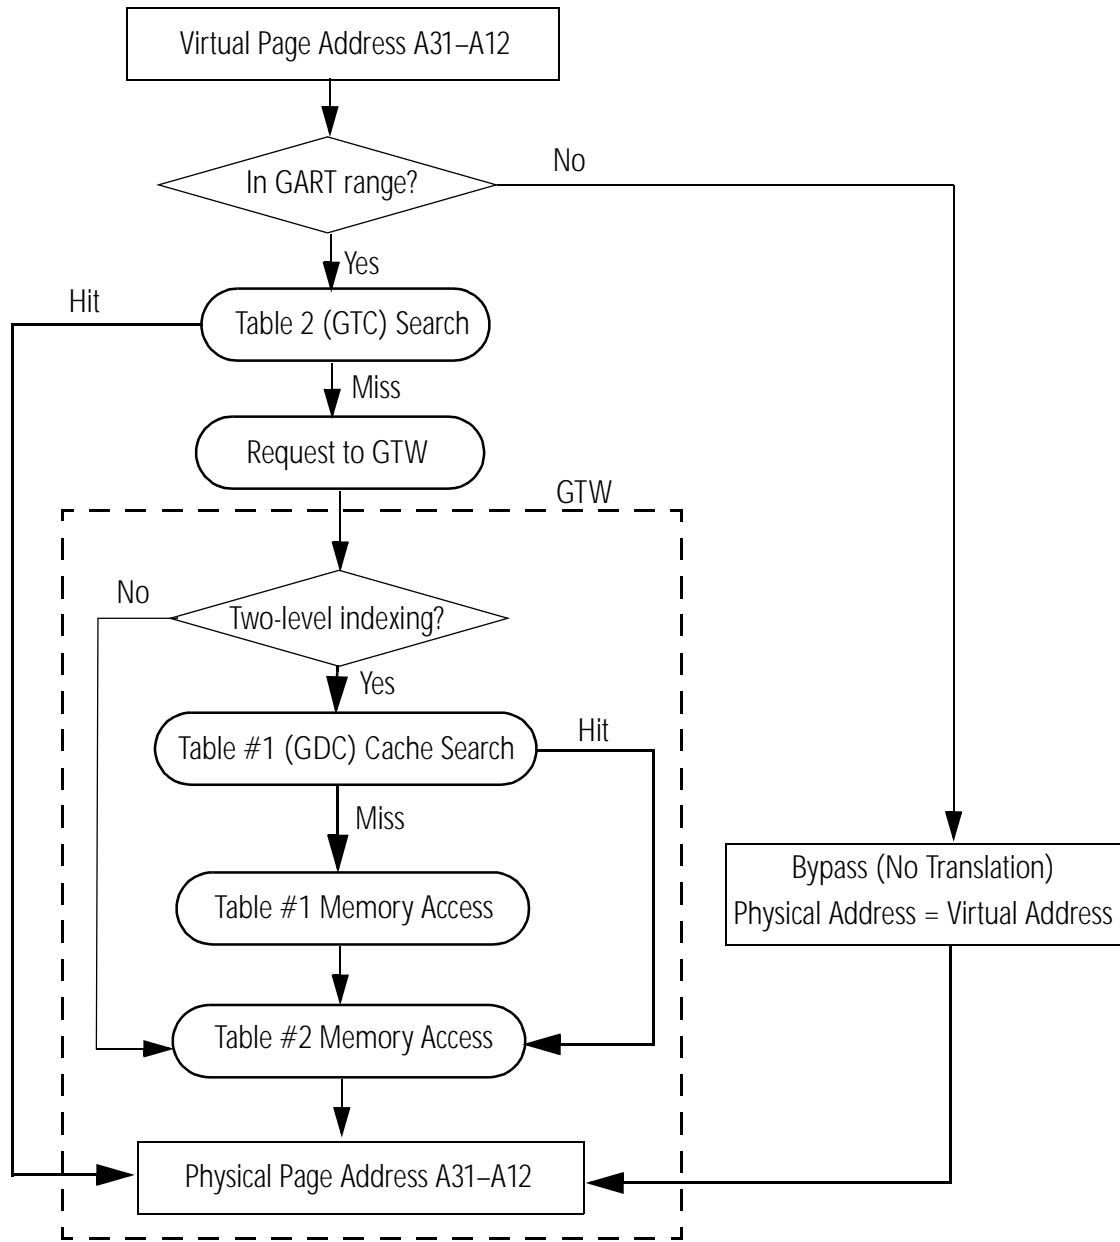 Virtual Page Address A31–A12
In GART range?
No
Yes
Hit
Table 2 (GTC) Search
Miss
Request to GTW
GTW
No
Two-level indexing?
Yes
Table #1 (GDC) Cache Search
Hit
Miss
Table #1 Memory Access
Bypass (No Translation)
Physical Address = Virtual Address
Table #2 Memory Access
Physical Page Address A31–A12